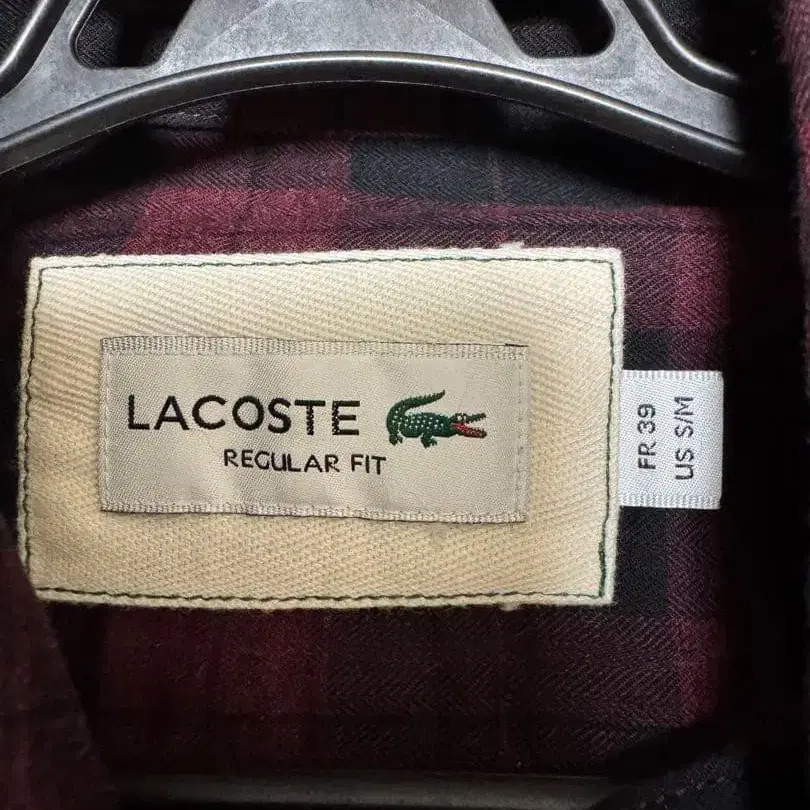 LACOSTE
REGULAR FIT
FR 39
US S/M